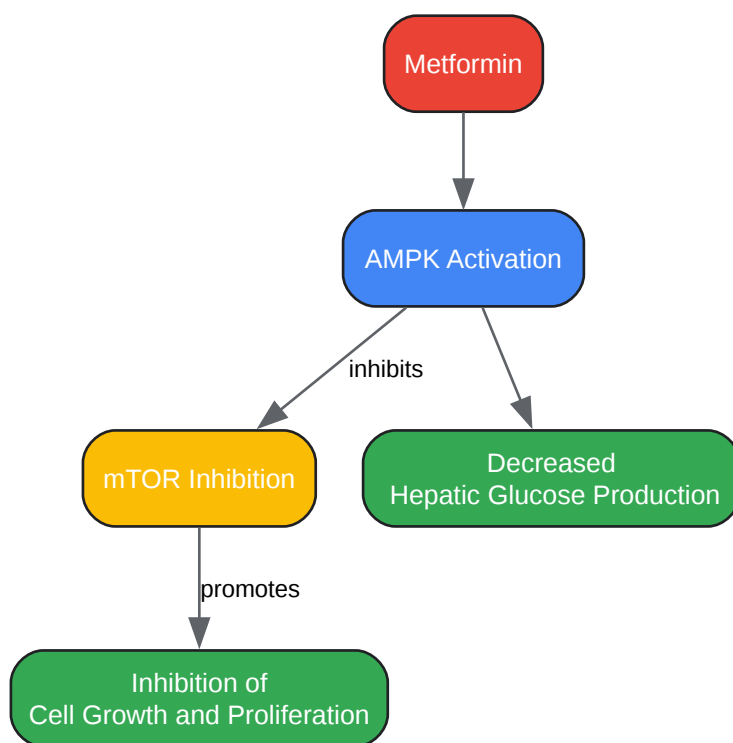 Metformin
AMPK Activation
inhibits
mTOR Inhibition
Decreased
Hepatic Glucose Production
promotes
Inhibition of
Cell Growth and Proliferation